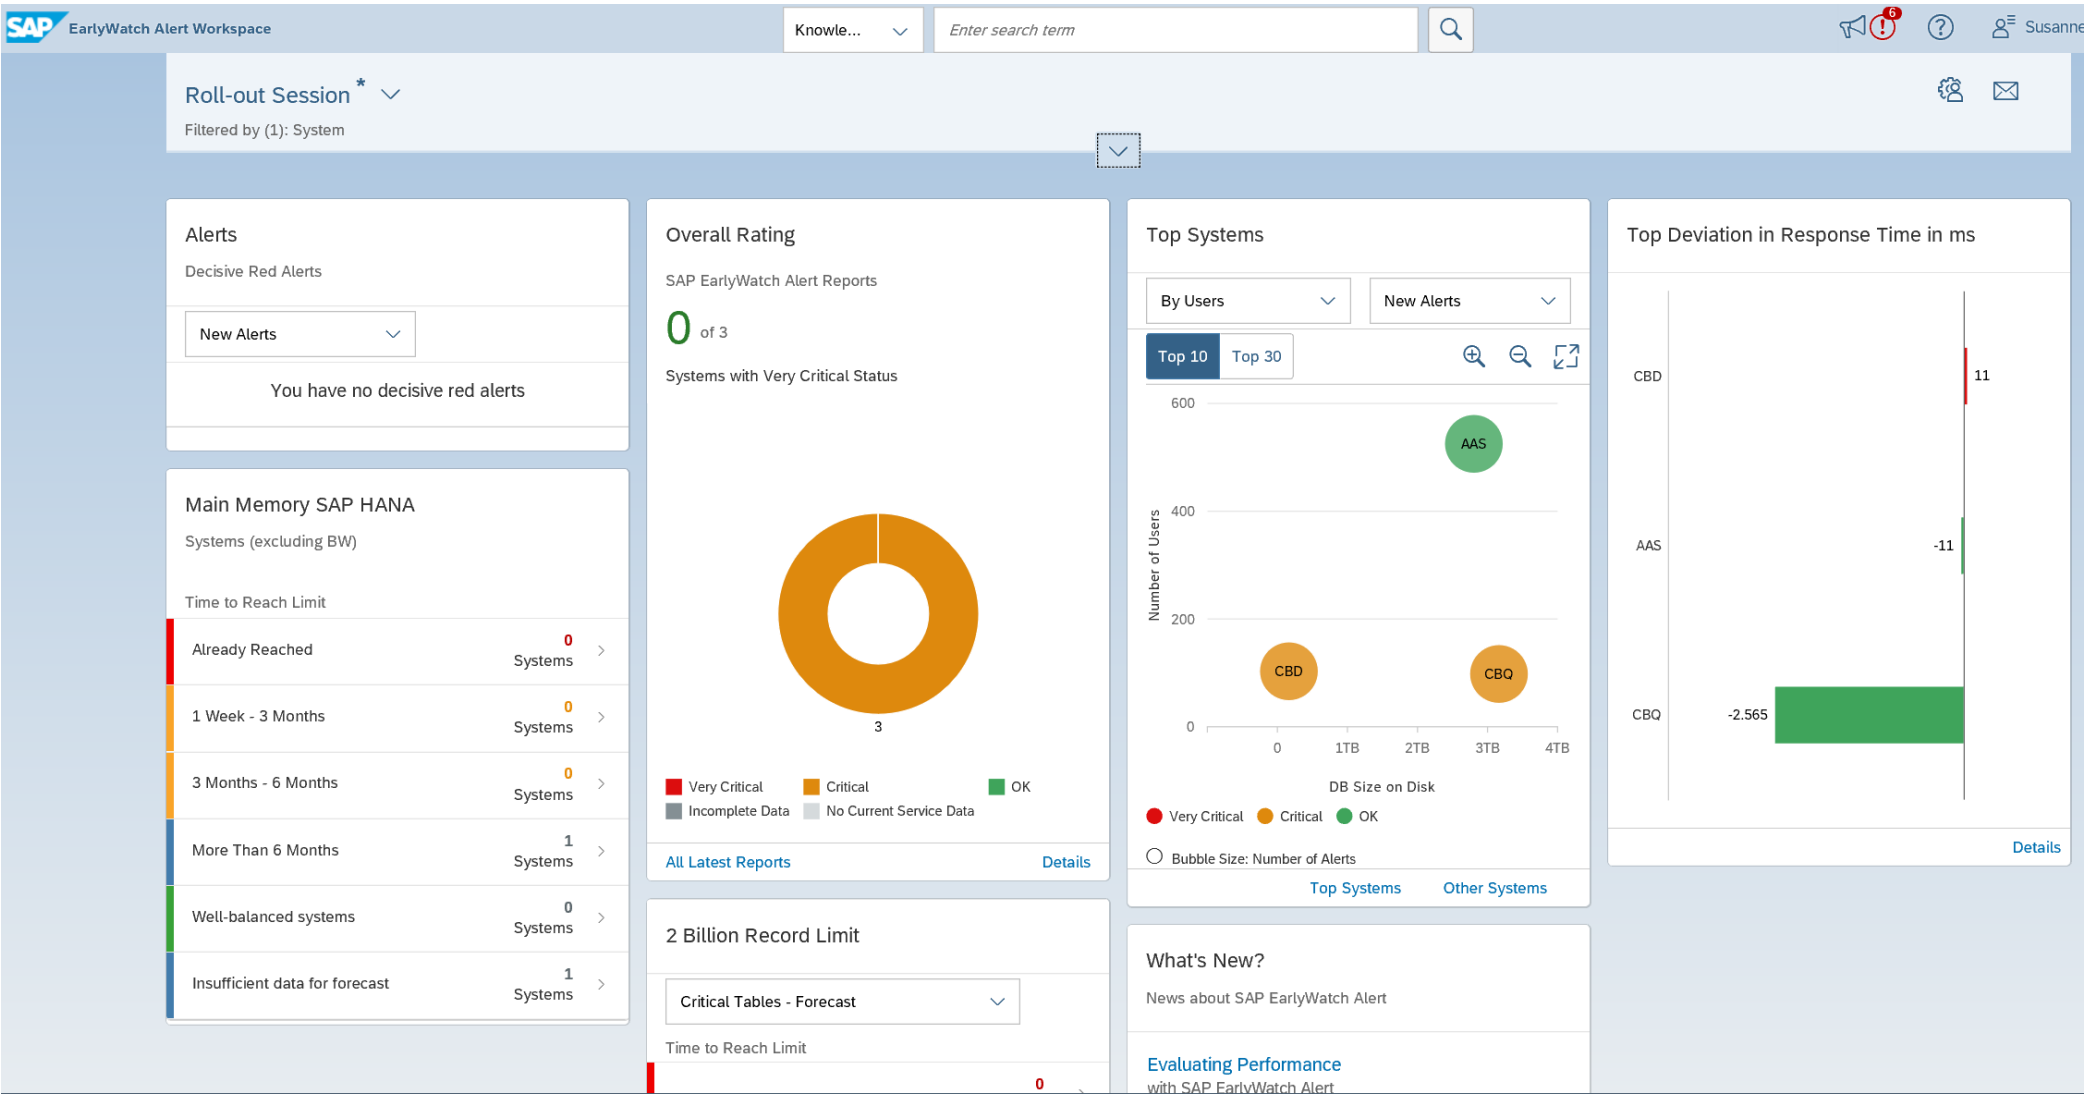 SAP EarlyWatch Alert Workspace
Knowle...
Enter search term
6
Susanne
Roll-out Session *
Filtered by (1): System
Alerts
Decisive Red Alerts
New Alerts
You have no decisive red alerts
Main Memory SAP HANA
Systems (excluding BW)
Time to Reach Limit
Already Reached
0
Systems
1 Week - 3 Months
0
Systems
3 Months - 6 Months
0
Systems
More Than 6 Months
1
Systems
Well-balanced systems
0
Systems
Insufficient data for forecast
1
Systems
Overall Rating
SAP EarlyWatch Alert Reports
0 of 3
Systems with Very Critical Status
3
Very Critical
Critical
OK
Incomplete Data
No Current Service Data
All Latest Reports
Details
2 Billion Record Limit
Critical Tables - Forecast
Time to Reach Limit
0
Top Systems
By Users
New Alerts
Top 10
Top 30
600
400
200
0
Number of Users
AAS
CBD
CBQ
0
1TB
2TB
3TB
4TB
DB Size on Disk
Very Critical
Critical
OK
Bubble Size: Number of Alerts
Top Systems
Other Systems
What's New?
News about SAP EarlyWatch Alert
Evaluating Performance
with SAP EarlyWatch Alert
Top Deviation in Response Time in ms
CBD
11
AAS
-11
CBQ
-2.565
Details